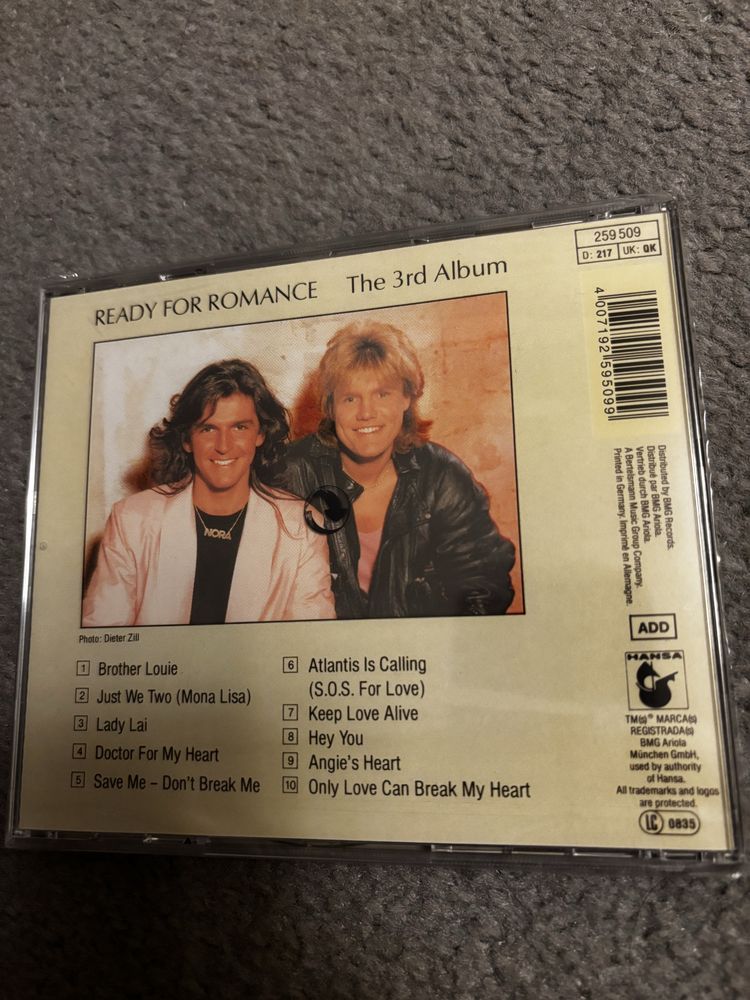 READY FOR ROMANCE The 3rd Album
259 509
D: 217 UK: QK
4 007192 595099
NORA
Distributed by BMG Records.
Distribué par BMG Ariola.
Vertrieb durch BMG Ariola.
A Bertelsmann Music Group Company.
Printed in Germany. Imprimé en Allemagne.
Photo: Dieter Zill
1 Brother Louie
2 Just We Two (Mona Lisa)
3 Lady Lai
4 Doctor For My Heart
5 Save Me – Don't Break Me
6 Atlantis Is Calling
(S.O.S. For Love)
7 Keep Love Alive
8 Hey You
9 Angie's Heart
10 Only Love Can Break My Heart
ADD
HANSA
TM(s)® MARCA(s)
REGISTRADA(s)
BMG Ariola
München GmbH,
used by authority
of Hansa.
All trademarks and logos
are protected.
LC 0835